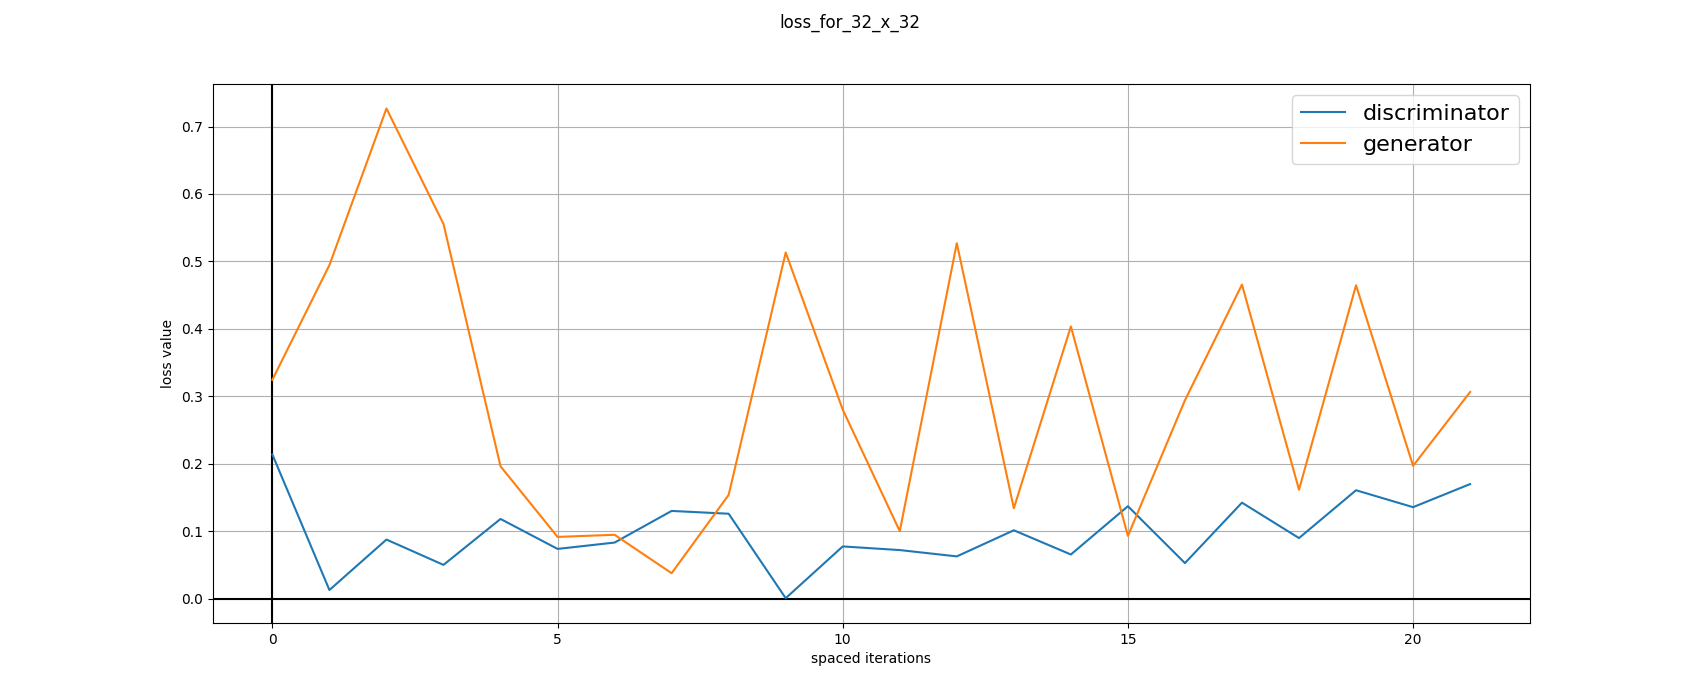 loss_for_32_x_32
discriminator
generator
0.7
0.6
0.5
0.4
0.3
0.2
0.1
0.0
loss value
0 5 10 15 20
spaced iterations